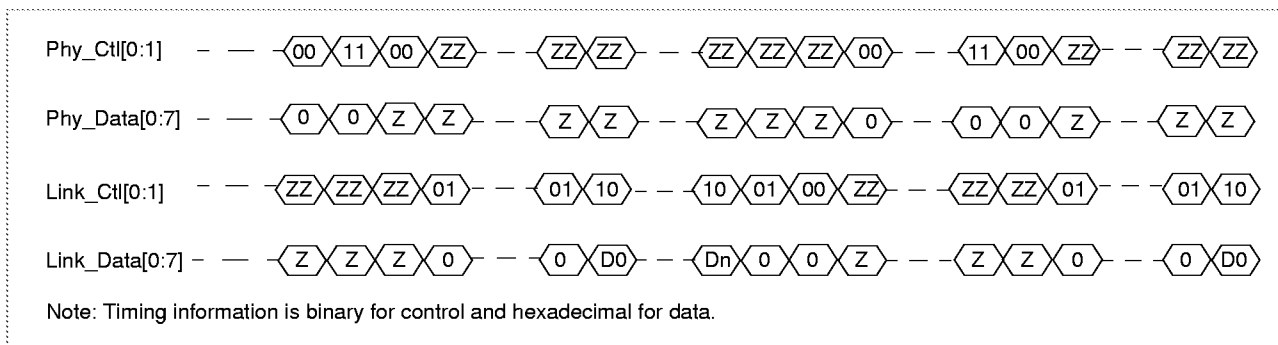 Phy_Ctl[0:1] 00 11 00 ZZ ZZ ZZ ZZ ZZ ZZ 00 11 00 ZZ ZZ ZZ
Phy_Data[0:7] 0 0 Z Z Z Z Z Z Z 0 0 0 Z Z Z
Link_Ctl[0:1] ZZ ZZ ZZ 01 01 10 10 01 00 ZZ ZZ ZZ 01 01 10
Link_Data[0:7] Z Z Z 0 0 D0 Dn 0 0 Z Z Z 0 0 D0
Note: Timing information is binary for control and hexadecimal for data.